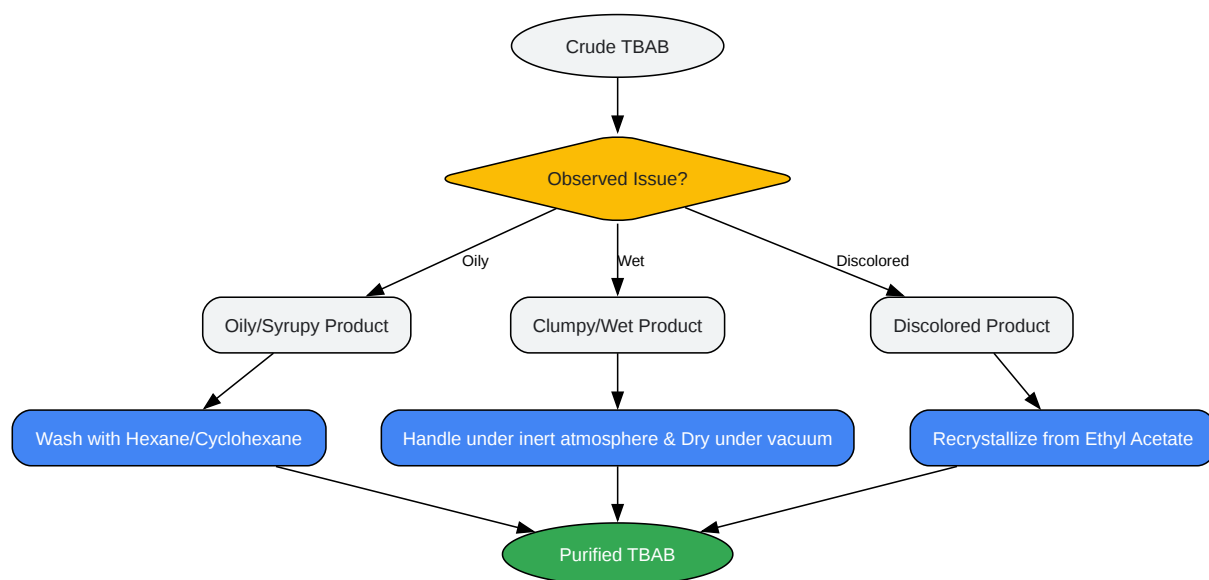 Crude TBAB
Observed Issue?
Oily
Wet
Discolored
Oily/Syrupy Product
Clumpy/Wet Product
Discolored Product
Wash with Hexane/Cyclohexane
Handle under inert atmosphere & Dry under vacuum
Recrystallize from Ethyl Acetate
Purified TBAB